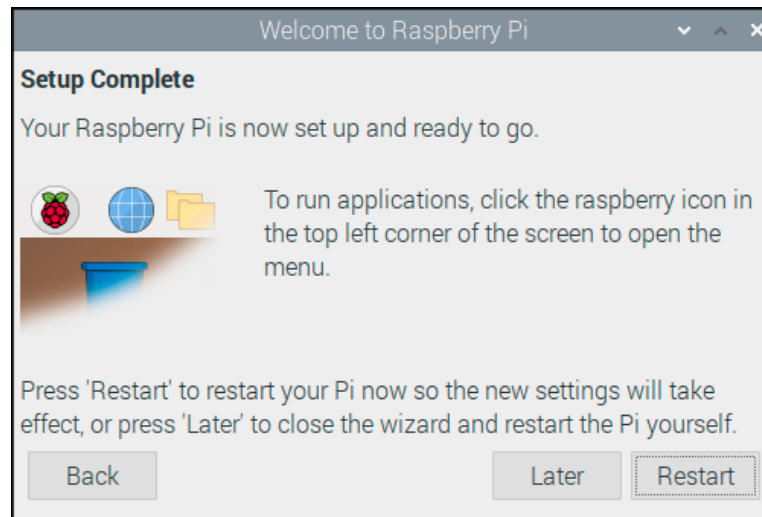 Welcome to Raspberry Pi
Setup Complete
Your Raspberry Pi is now set up and ready to go.
To run applications, click the raspberry icon in
the top left corner of the screen to open the
menu.
Press 'Restart' to restart your Pi now so the new settings will take
effect, or press 'Later' to close the wizard and restart the Pi yourself.
Back Later Restart